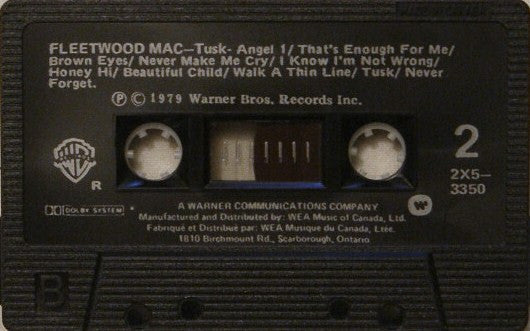 FLEETWOOD MAC—Tusk- Angel 1/ That's Enough For Me/
Brown Eyes/ Never Make Me Cry/ I Know I'm Not Wrong/
Honey Hi/ Beautiful Child/ Walk A Thin Line/ Tusk/ Never
Forget.
Ⓟ © 1979 Warner Bros. Records Inc.
2
2X5–
3350
R
DOLBY SYSTEM
A WARNER COMMUNICATIONS COMPANY
Manufactured and Distributed by: WEA Music of Canada, Ltd.
Fabriqué et Distribué par: WEA Musique du Canada, Ltée.
1810 Birchmount Rd., Scarborough, Ontario
B